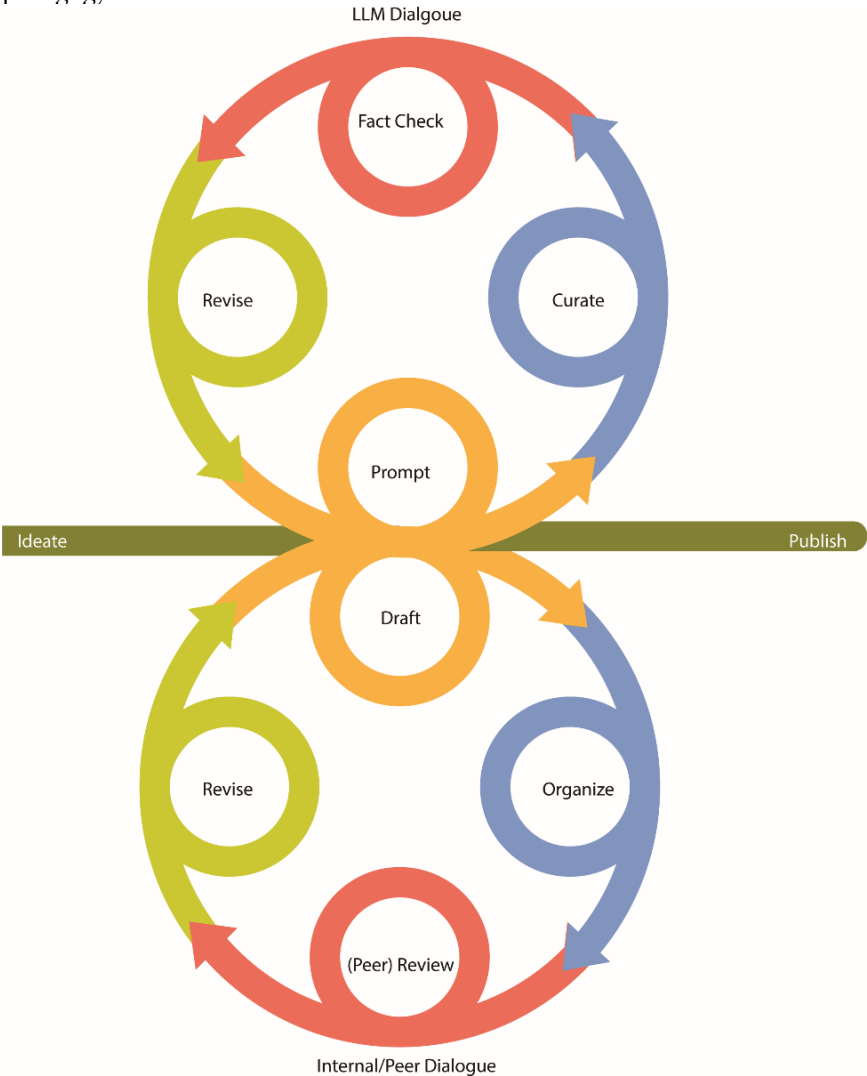 LLM Dialgoue
Fact Check
Revise
Curate
Prompt
Ideate
Publish
Draft
Revise
Organize
(Peer) Review
Internal/Peer Dialogue